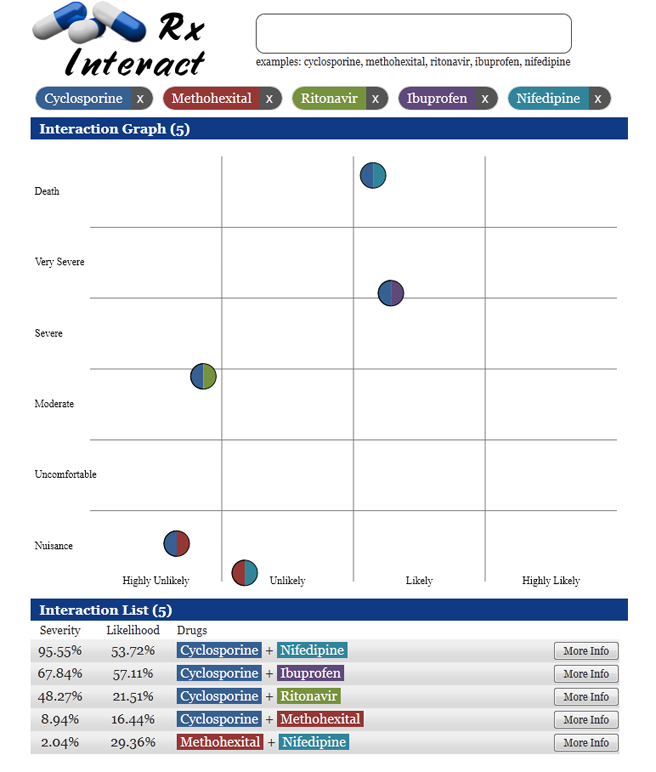 Rx
Interact
examples: cyclosporine, methohexital, ritonavir, ibuprofen, nifedipine
Cyclosporine x Methohexital x Ritonavir x Ibuprofen x Nifedipine x
Interaction Graph (5)
Death
Very Severe
Severe
Moderate
Uncomfortable
Nuisance
Highly Unlikely Unlikely Likely Highly Likely
Interaction List (5)
Severity Likelihood Drugs
95.55% 53.72% Cyclosporine + Nifedipine More Info
67.84% 57.11% Cyclosporine + Ibuprofen More Info
48.27% 21.51% Cyclosporine + Ritonavir More Info
8.94% 16.44% Cyclosporine + Methohexital More Info
2.04% 29.36% Methohexital + Nifedipine More Info